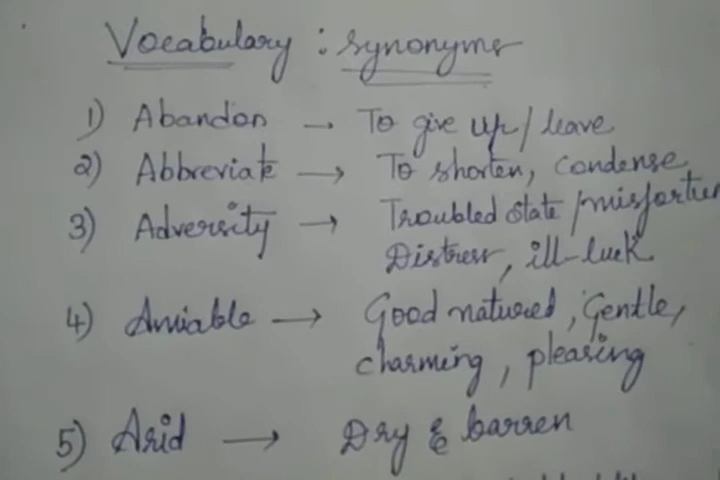 Vocabulary : synonyms
1) Abandon → To give up/leave
2) Abbreviate → To shorten, condense
3) Adversity → Troubled state /misfortun
Distress, ill-luck
4) Amiable → Good natured, Gentle,
charming, pleasing
5) Arid → Dry & barren